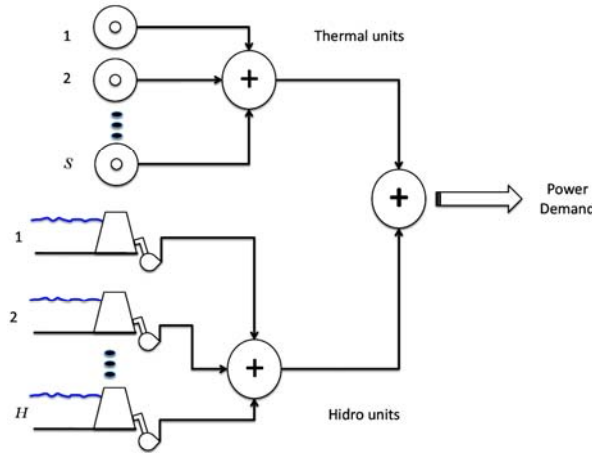 1
Thermal units
+
2
S
+
Power
Demand
1
2
+
H
Hidro units